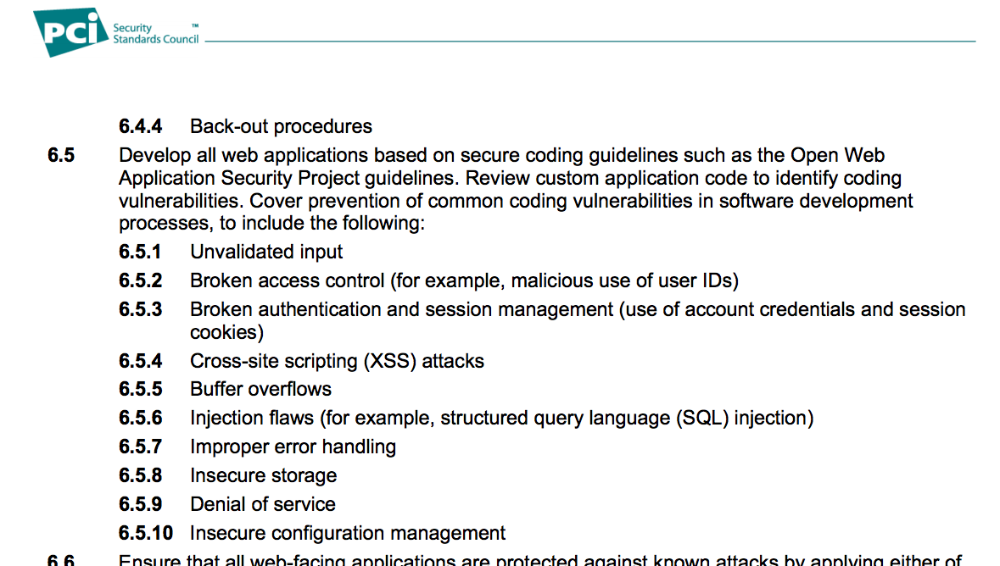 PCi Security ™
Standards Council
6.4.4 Back-out procedures
6.5 Develop all web applications based on secure coding guidelines such as the Open Web
Application Security Project guidelines. Review custom application code to identify coding
vulnerabilities. Cover prevention of common coding vulnerabilities in software development
processes, to include the following:
6.5.1 Unvalidated input
6.5.2 Broken access control (for example, malicious use of user IDs)
6.5.3 Broken authentication and session management (use of account credentials and session
cookies)
6.5.4 Cross-site scripting (XSS) attacks
6.5.5 Buffer overflows
6.5.6 Injection flaws (for example, structured query language (SQL) injection)
6.5.7 Improper error handling
6.5.8 Insecure storage
6.5.9 Denial of service
6.5.10 Insecure configuration management
6.6 Ensure that all web-facing applications are protected against known attacks by applying either of